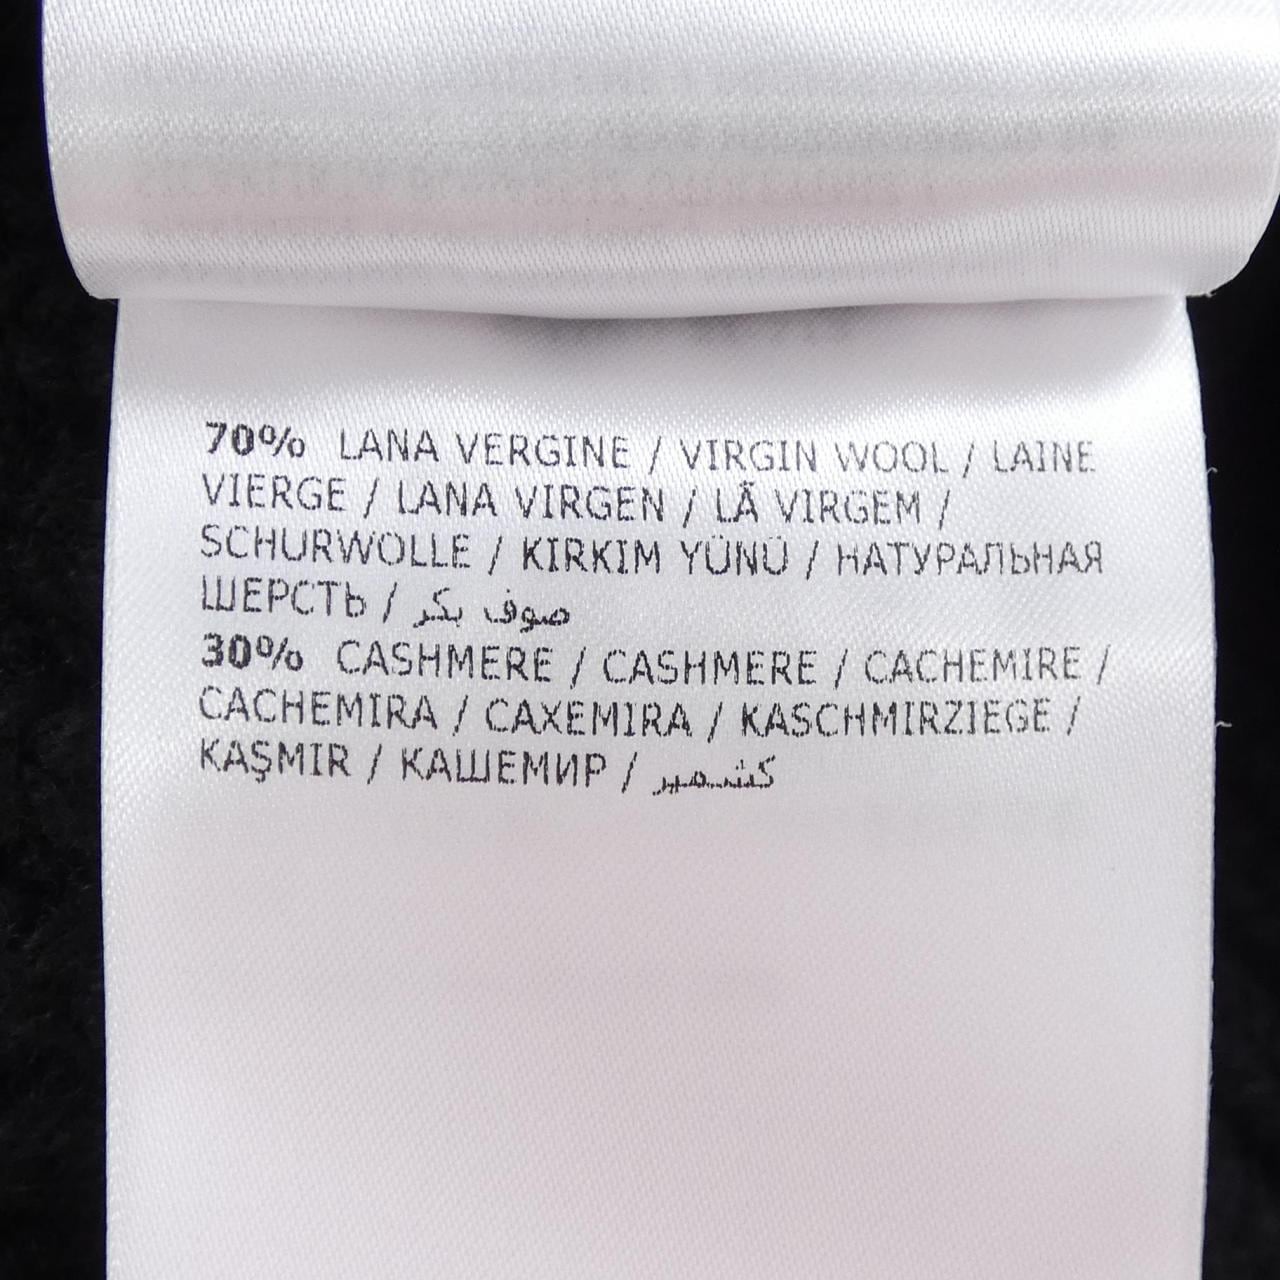 70% LANA VERGINE / VIRGIN WOOL / LAINE
VIERGE / LANA VIRGEN / LÃ VIRGEM /
SCHURWOLLE / KIRKIM YÜNÜ / НАТУРАЛЬНАЯ
ШЕРСТЬ / صوف بكر
30% CASHMERE / CASHMERE / CACHEMIRE /
CACHEMIRA / CAXEMIRA / KASCHMIRZIEGE /
KAŞMIR / КАШЕМИР / كشمير